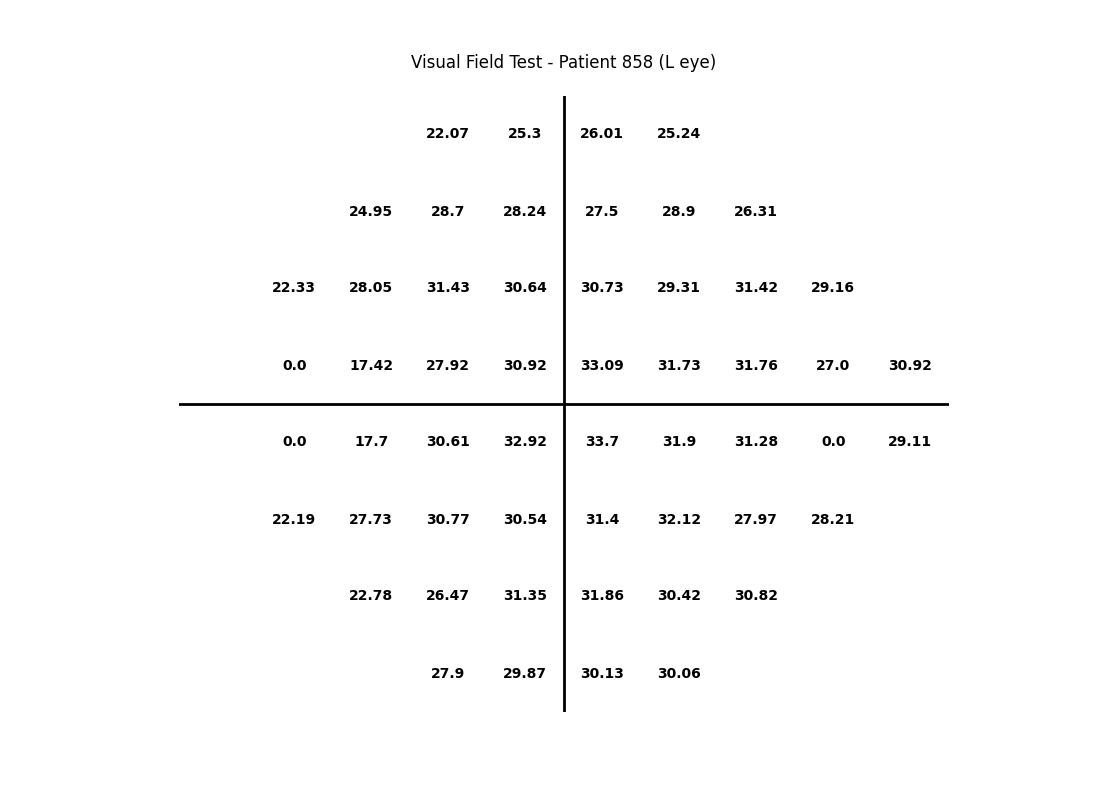 Visual Field Test - Patient 858 (L eye)
22.07 25.3 26.01 25.24
24.95 28.7 28.24 27.5 28.9 26.31
22.33 28.05 31.43 30.64 30.73 29.31 31.42 29.16
0.0 17.42 27.92 30.92 33.09 31.73 31.76 27.0 30.92
0.0 17.7 30.61 32.92 33.7 31.9 31.28 0.0 29.11
22.19 27.73 30.77 30.54 31.4 32.12 27.97 28.21
22.78 26.47 31.35 31.86 30.42 30.82
27.9 29.87 30.13 30.06